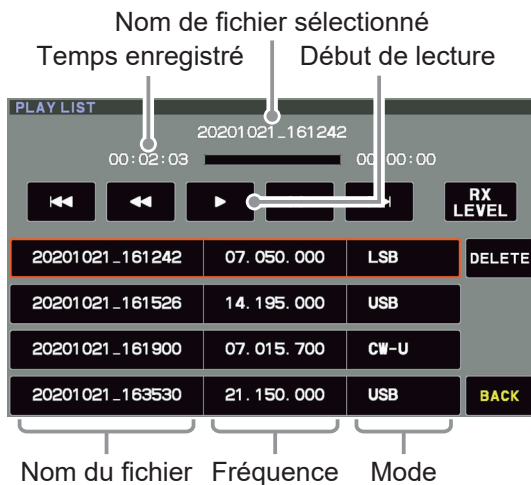 Nom de fichier sélectionné
Temps enregistré Début de lecture
PLAY LIST
20201021_161242
00:02:03 00:00:00
RX
LEVEL
20201021_161242 07.050.000 LSB DELETE
20201021_161526 14.195.000 USB
20201021_161900 07.015.700 CW-U
20201021_163530 21.150.000 USB BACK
Nom du fichier Fréquence Mode